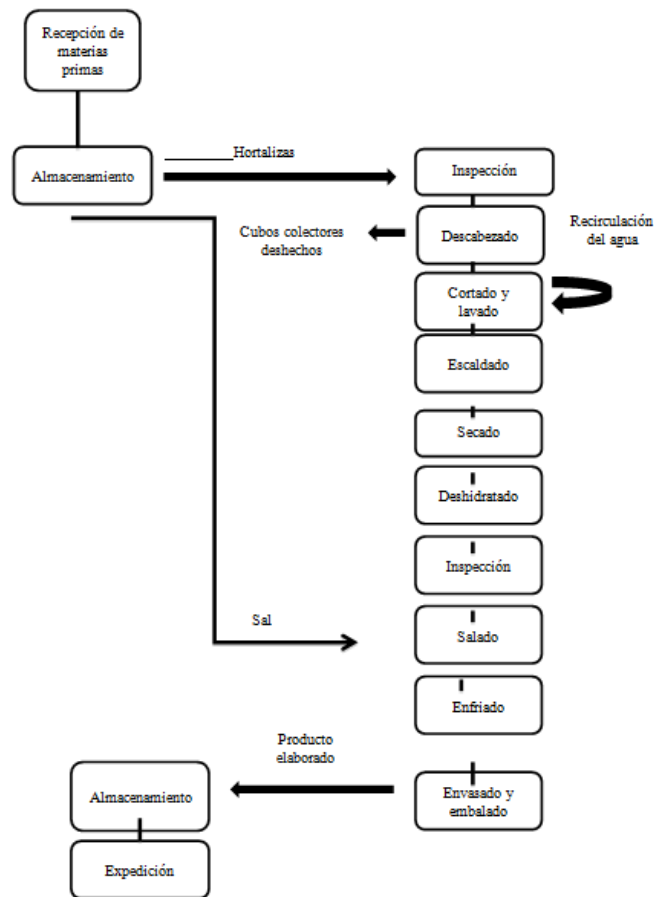 Recepción de
materias
primas
Almacenamiento
________Hortalizas
Inspección
Cubos colectores
deshechos
Descabezado
Recirculación
del agua
Cortado y
lavado
Escaldado
Secado
Deshidratado
Inspección
Sal
Salado
Enfriado
Producto
elaborado
Almacenamiento
Envasado y
embalado
Expedición